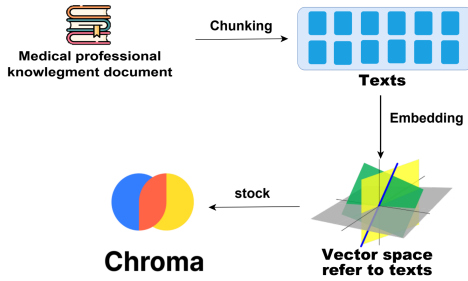 Medical professional
knowlegment document
Chunking
Texts
Embedding
Vector space
refer to texts
stock
Chroma